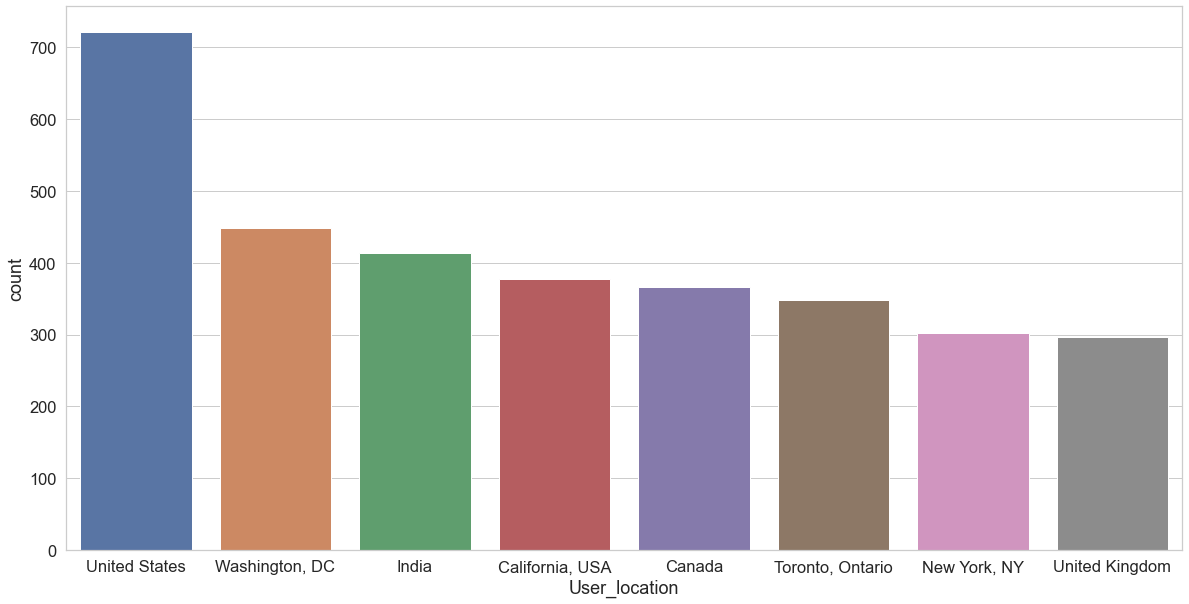 700
600
500
400
300
200
100
0
count
United States Washington, DC India California, USA Canada Toronto, Ontario New York, NY United Kingdom
User_location